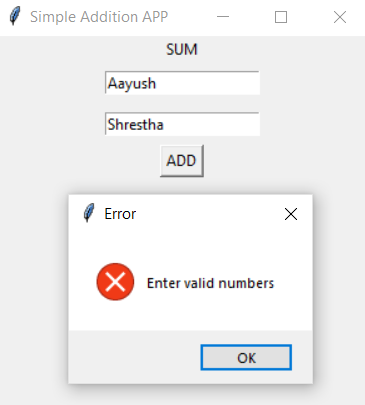 Simple Addition APP
SUM
Aayush
Shrestha
ADD
Error
Enter valid numbers
OK